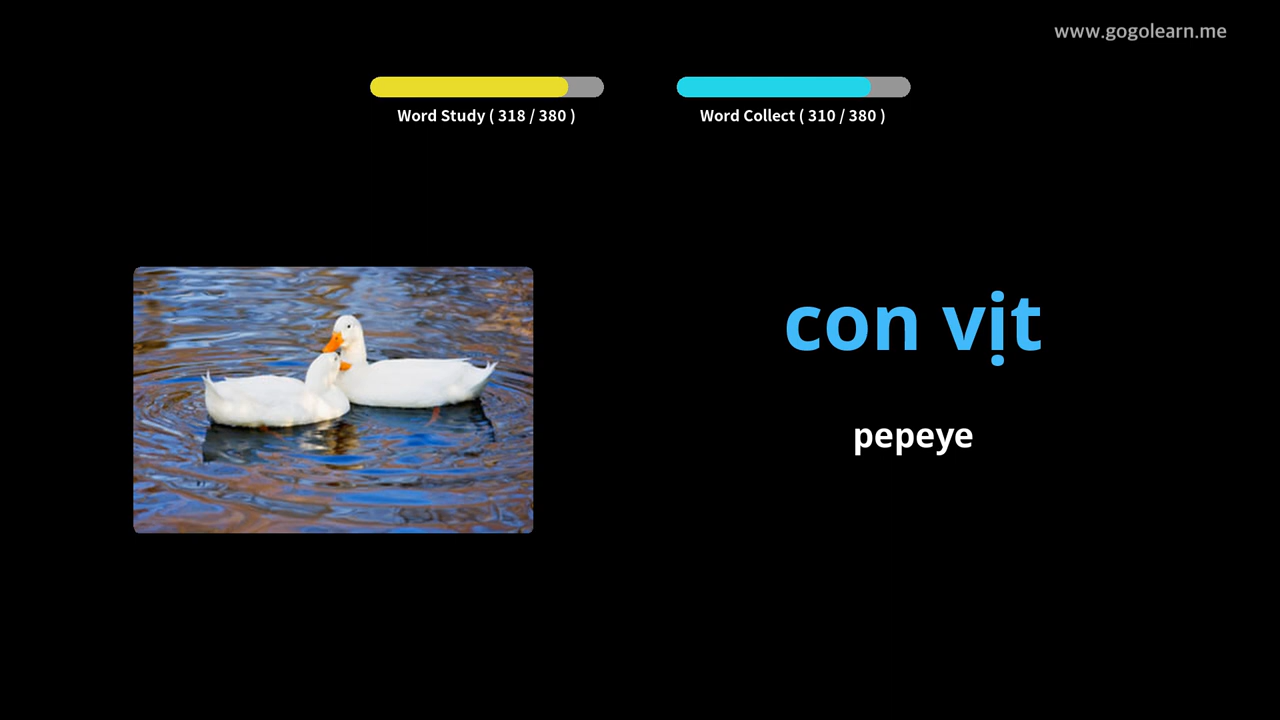 www.gogolearn.me
Word Study ( 318 / 380 )
Word Collect ( 310 / 380 )
con vịt
pepeye